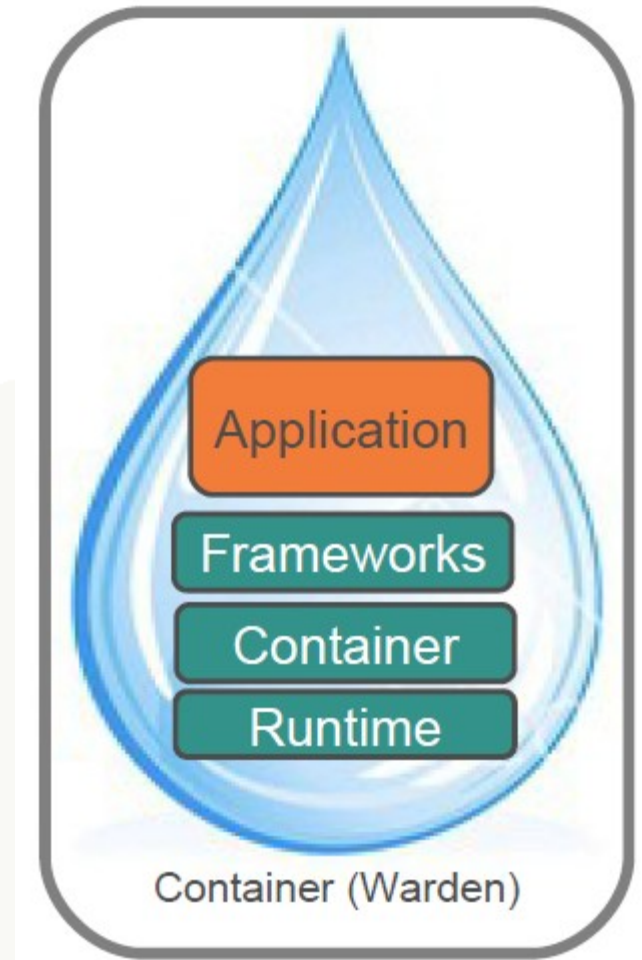 Application
Frameworks
Container
Runtime
Container (Warden)